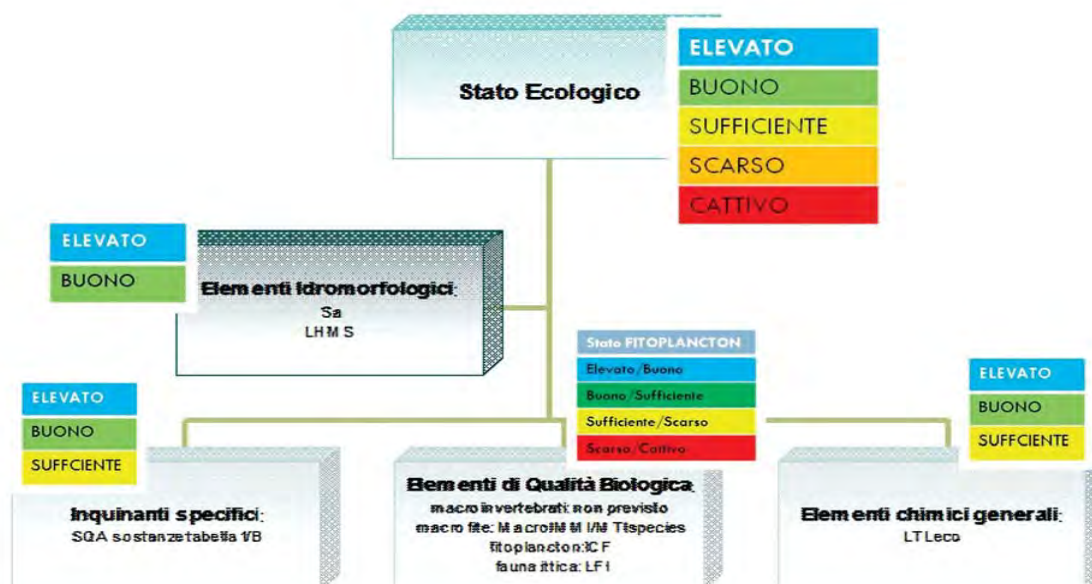 Stato Ecologico
ELEVATO
BUONO
SUFFICIENTE
SCARSO
CATTIVO
ELEVATO
BUONO
Elementi Idromorfologici:
Sa
LHMS
Stato FITOPLANCTON
Elevato/Buono
Buono/Sufficiente
Sufficiente/Scarso
Scarso/Cattivo
ELEVATO
BUONO
SUFFCIENTE
Inquinanti specifici:
SQA sostanze tabella 1/B
Elementi di Qualità Biologica:
macroinvertebrati: non previsto
macrofite: MacroIMMI/MTIspecies
fitoplancton: ICF
fauna ittica: LFI
ELEVATO
BUONO
SUFFCIENTE
Elementi chimici generali:
LTLeco